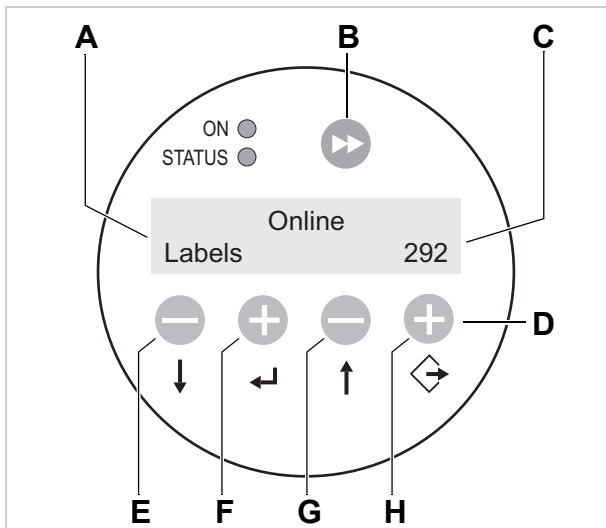 A B C
ON
STATUS
Online
Labels 292
D
E F G H